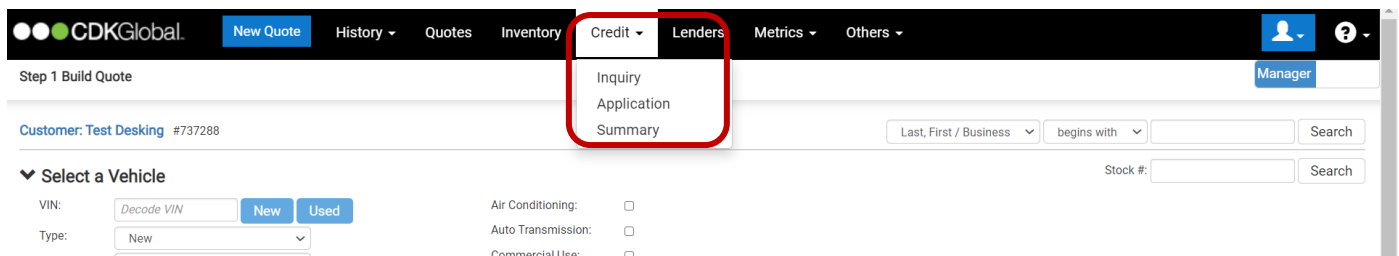 CDKGlobal. New Quote History Quotes Inventory Credit Lenders Metrics Others ?
Step 1 Build Quote
Manager
Inquiry
Application
Summary
Customer: Test Desking #737288
Last, First / Business begins with Search
Select a Vehicle
Stock #: Search
VIN: Decode VIN New Used
Air Conditioning:
Type: New
Auto Transmission:
Commercial Use: